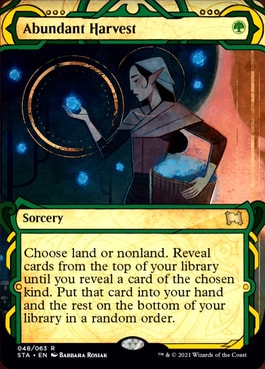 Abundant Harvest
Sorcery
Choose land or nonland. Reveal
cards from the top of your library
until you reveal a card of the chosen
kind. Put that card into your hand
and the rest on the bottom of your
library in a random order.
048/063 R
STA • EN Barbara Rosiak
™ & © 2021 Wizards of the Coast